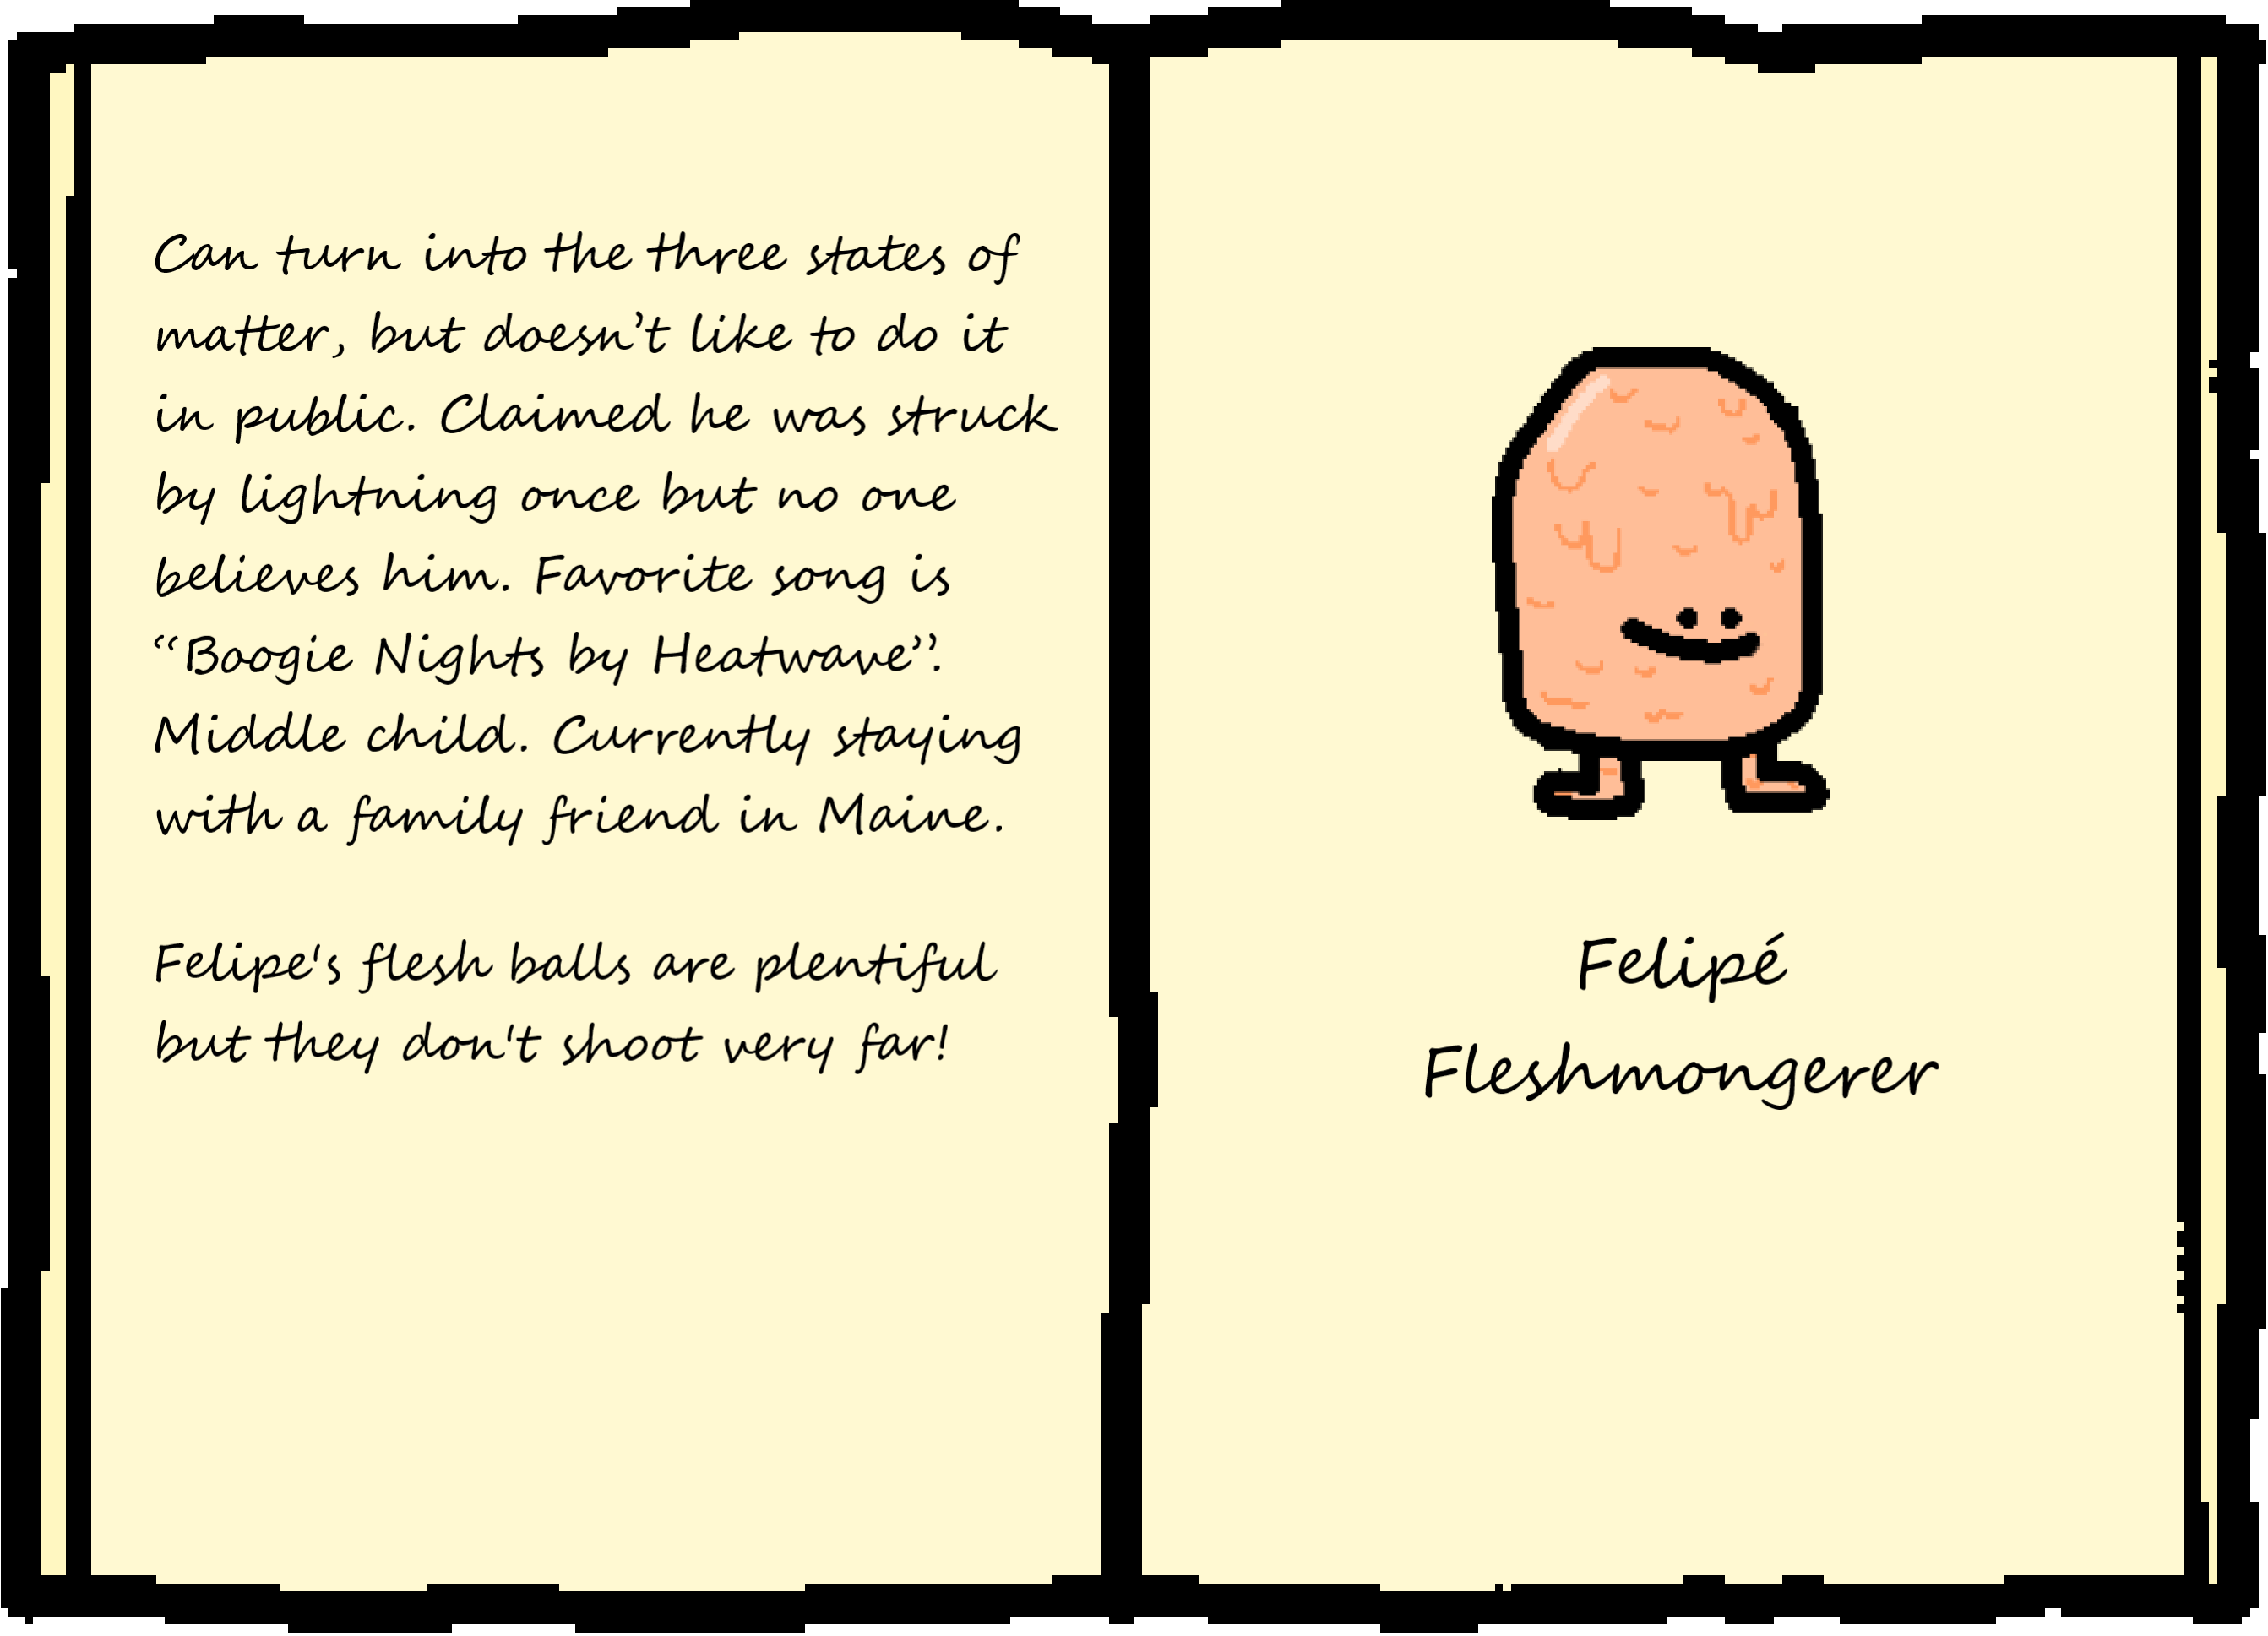 Can turn into the three states of
matter, but doesn't like to do it
in public. Claimed he was struck
by lightning once but no one
believes him. Favorite song is
“Boogie Nights by Heatwave”.
Middle child. Currently staying
with a family friend in Maine.
Felipe's flesh balls are plentiful
but they don't shoot very far!
Felipé
Fleshmongerer